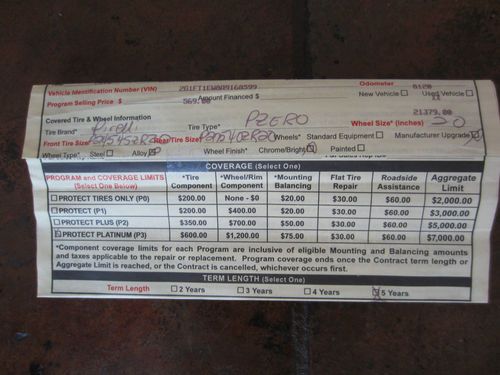 Odometer
Vehicle Identification Number (VIN) 2G1FT1EW8A9160599 6120
Program Selling Price $ 569.00 Amount Financed $ New Vehicle Used Vehicle
21379.00
Covered Tire & Wheel Information
Tire Brand* Pirelli Tire Type* PZERO Wheel Size* (inches) 20
Front Tire Size* Rear Tire Size* Wheels* Standard Equipment Manufacturer Upgrade
Wheel Type* Steel Alloy Wheel Finish* Chrome/Bright Painted
COVERAGE (Select One)
PROGRAM and COVERAGE LIMITS (Select One Below) *Tire Component *Wheel/Rim Component *Mounting Balancing Flat Tire Repair Roadside Assistance Aggregate Limit
PROTECT TIRES ONLY (P0) $200.00 None - $0 $20.00 $30.00 $60.00 $2,000.00
PROTECT (P1) $200.00 $400.00 $20.00 $30.00 $60.00 $3,000.00
PROTECT PLUS (P2) $350.00 $700.00 $50.00 $30.00 $60.00 $5,000.00
PROTECT PLATINUM (P3) $600.00 $1,200.00 $75.00 $30.00 $60.00 $7,000.00
*Component coverage limits for each Program are inclusive of eligible Mounting and Balancing amounts
and taxes applicable to the repair or replacement. Program coverage ends once the Contract term length or
Aggregate Limit is reached, or the Contract is cancelled, whichever occurs first.
TERM LENGTH (Select One)
Term Length 2 Years 3 Years 4 Years 5 Years